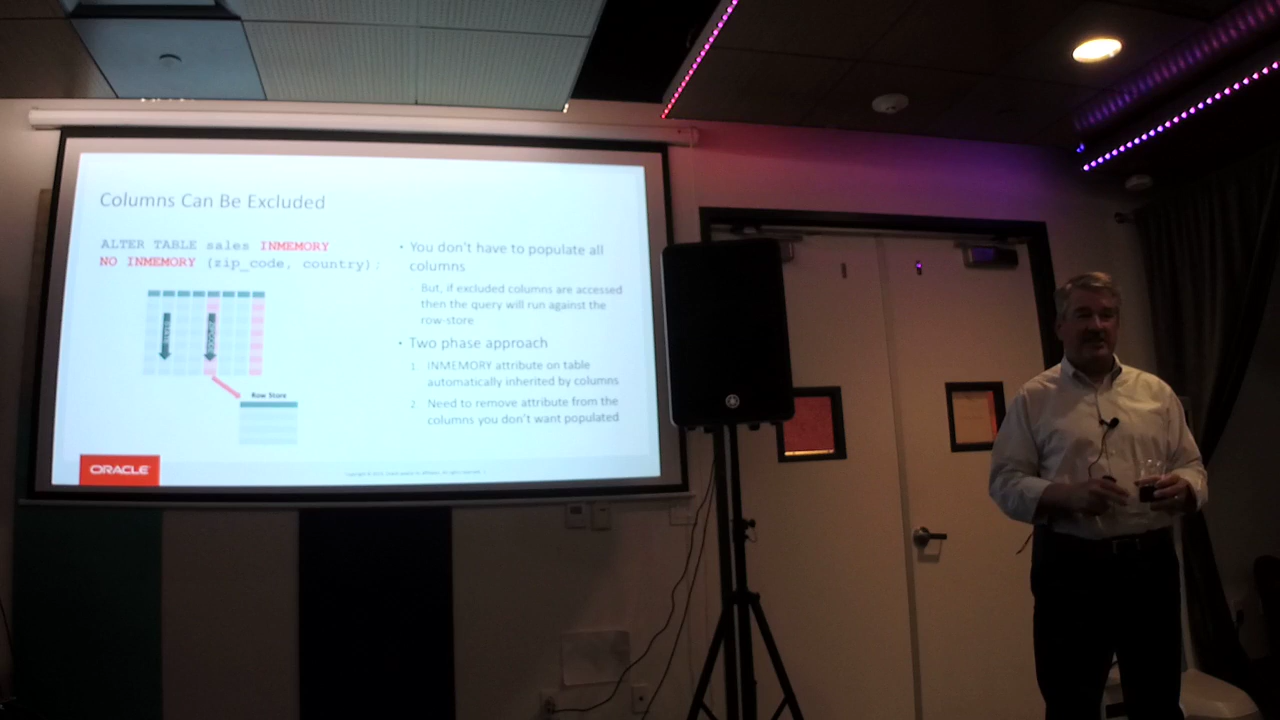 Columns Can Be Excluded
ALTER TABLE sales INMEMORY
NO INMEMORY (zip_code, country);
• You don't have to populate all
columns
But, if excluded columns are accessed
then the query will run against the
row-store
• Two phase approach
1 INMEMORY attribute on table
automatically inherited by columns
2 Need to remove attribute from the
columns you don't want populated
Row Store
ORACLE